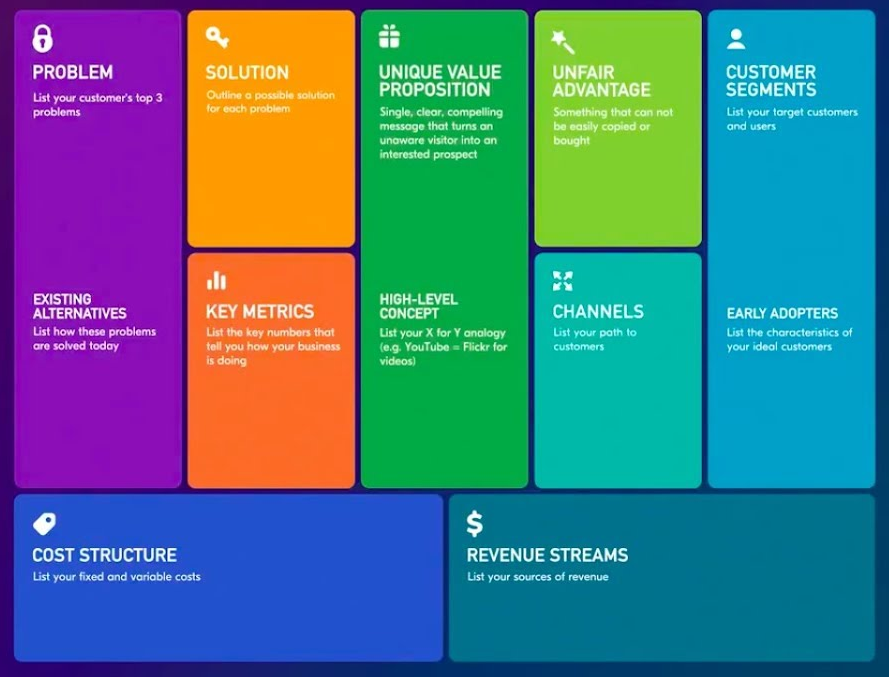 PROBLEM
List your customer's top 3
problems
EXISTING
ALTERNATIVES
List how these problems
are solved today
SOLUTION
Outline a possible solution
for each problem
KEY METRICS
List the key numbers that
tell you how your business
is doing
UNIQUE VALUE
PROPOSITION
Single, clear, compelling
message that turns an
unaware visitor into an
interested prospect
HIGH-LEVEL
CONCEPT
List your X for Y analogy
(e.g. YouTube = Flickr for
videos)
UNFAIR
ADVANTAGE
Something that can not
be easily copied or
bought
CHANNELS
List your path to
customers
CUSTOMER
SEGMENTS
List your target customers
and users
EARLY ADOPTERS
List the characteristics of
your ideal customers
COST STRUCTURE
List your fixed and variable costs
REVENUE STREAMS
List your sources of revenue